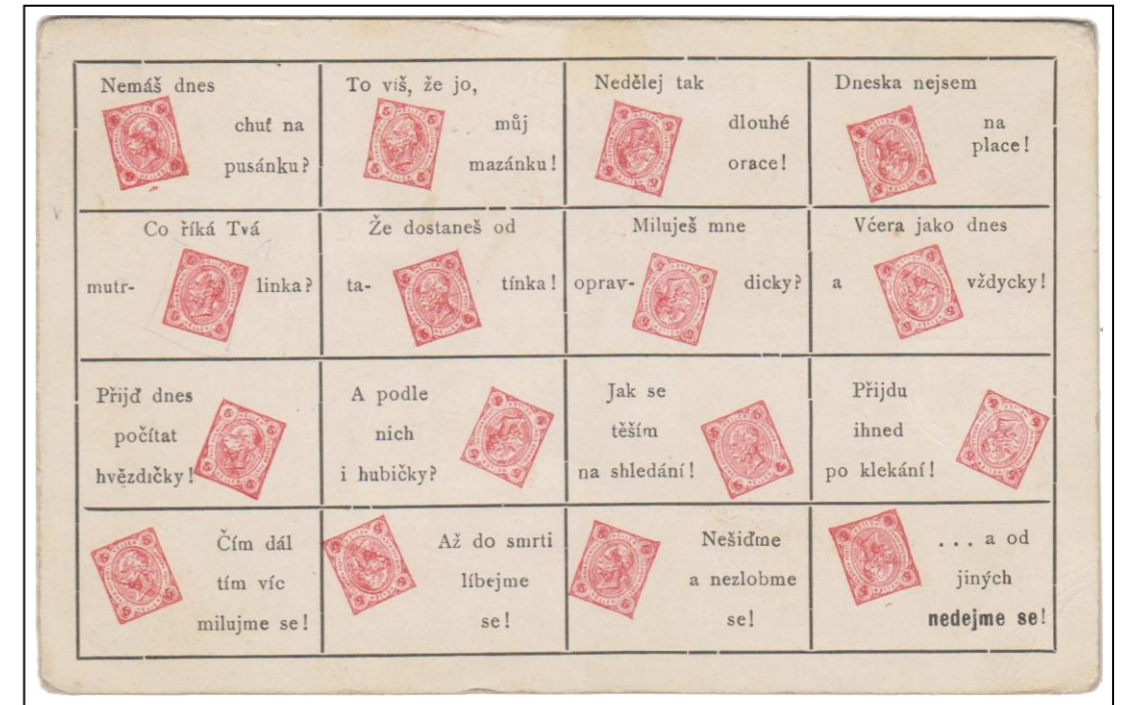 Nemáš dnes
chuť na
pusánku?
To víš, že jo,
můj
mazánku!
Nedělej tak
dlouhé
orace!
Dneska nejsem
na
place!
Co říká Tvá
mutr- linka?
Že dostaneš od
ta- tínka!
Miluješ mne
oprav- dicky?
Včera jako dnes
a vždycky!
Přijď dnes
počítat
hvězdičky!
A podle
nich
i hubičky?
Jak se
těším
na shledání!
Přijdu
ihned
po klekání!
Čím dál
tím víc
milujme se!
Až do smrti
líbejme
se!
Nešiďme
a nezlobme
se!
... a od
jiných
nedejme se!